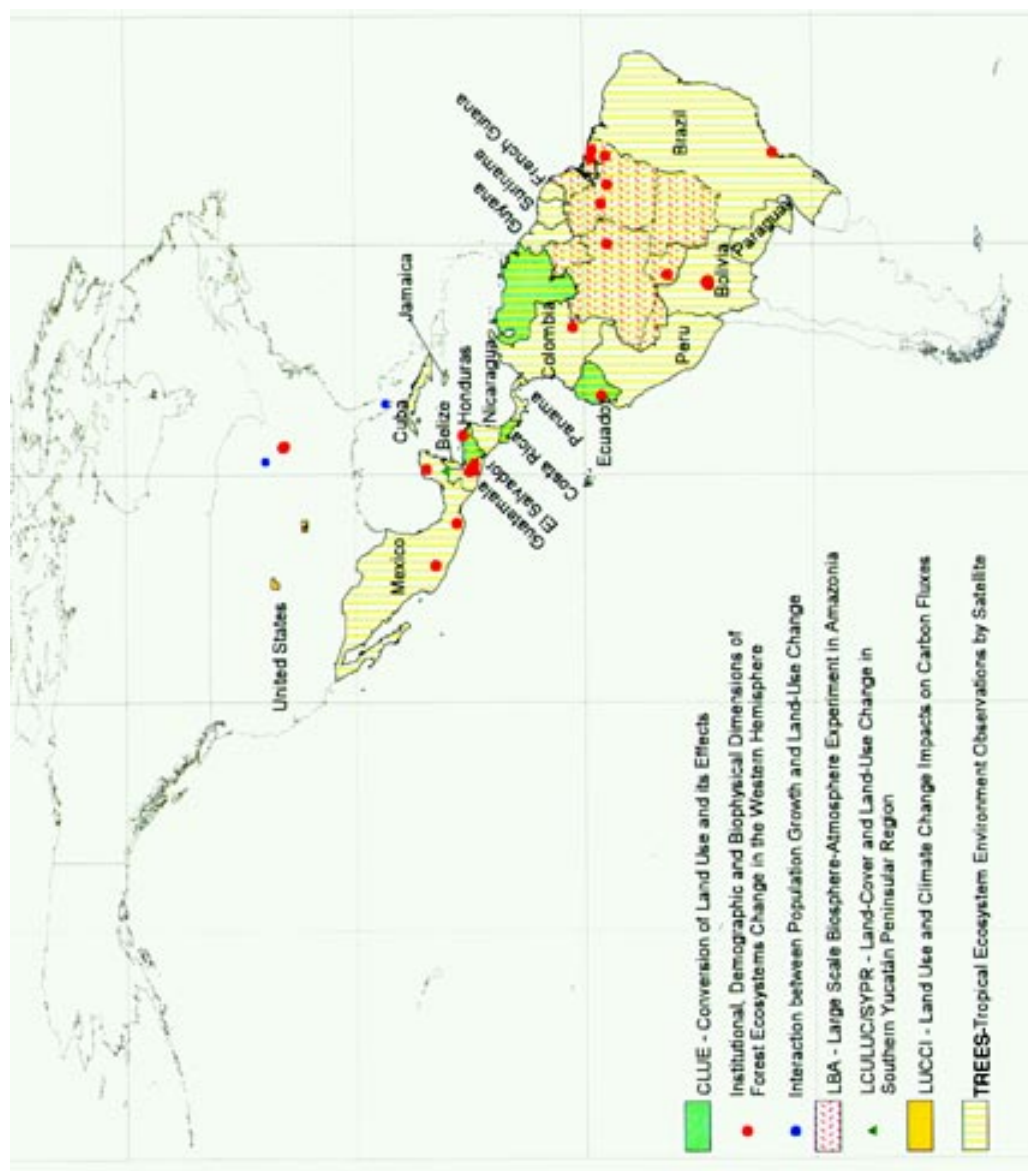 United States
Mexico
Cuba
Jamaica
Belize
Honduras
Nicaragua
Guatemala
El Salvador
Costa Rica
Panama
Guyana
Suriname
French Guiana
Colombia
Ecuador
Peru
Brazil
Bolivia
Paraguay
CLUE - Conversion of Land Use and its Effects
Institutional, Demographic and Biophysical Dimensions of
Forest Ecosystems Change in the Western Hemisphere
Interaction between Population Growth and Land-Use Change
LBA - Large Scale Biosphere-Atmosphere Experiment in Amazonia
LCULUC/SYPR - Land-Cover and Land-Use Change in
Southern Yucatán Peninsular Region
LUCCI - Land Use and Climate Change Impacts on Carbon Fluxes
TREES-Tropical Ecosystem Environment Observations by Satellite